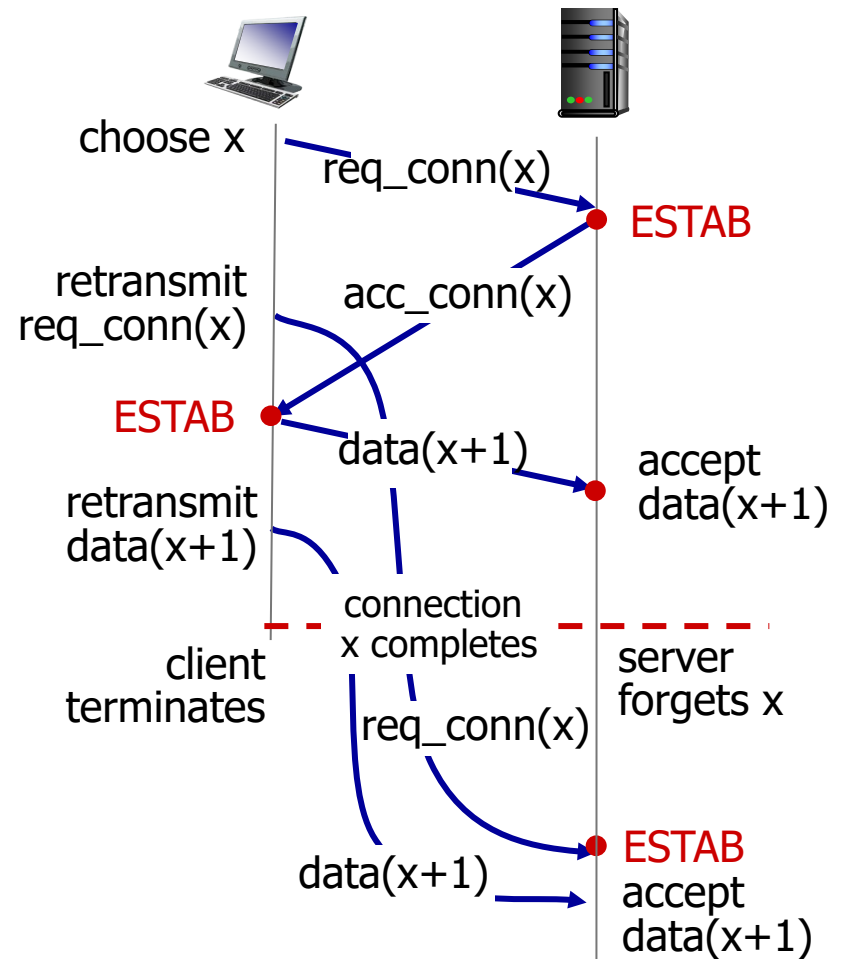 choose x
req_conn(x)
ESTAB
retransmit
req_conn(x)
acc_conn(x)
ESTAB
data(x+1)
accept
data(x+1)
retransmit
data(x+1)
connection
x completes
client
terminates
server
forgets x
req_conn(x)
ESTAB
data(x+1)
accept
data(x+1)